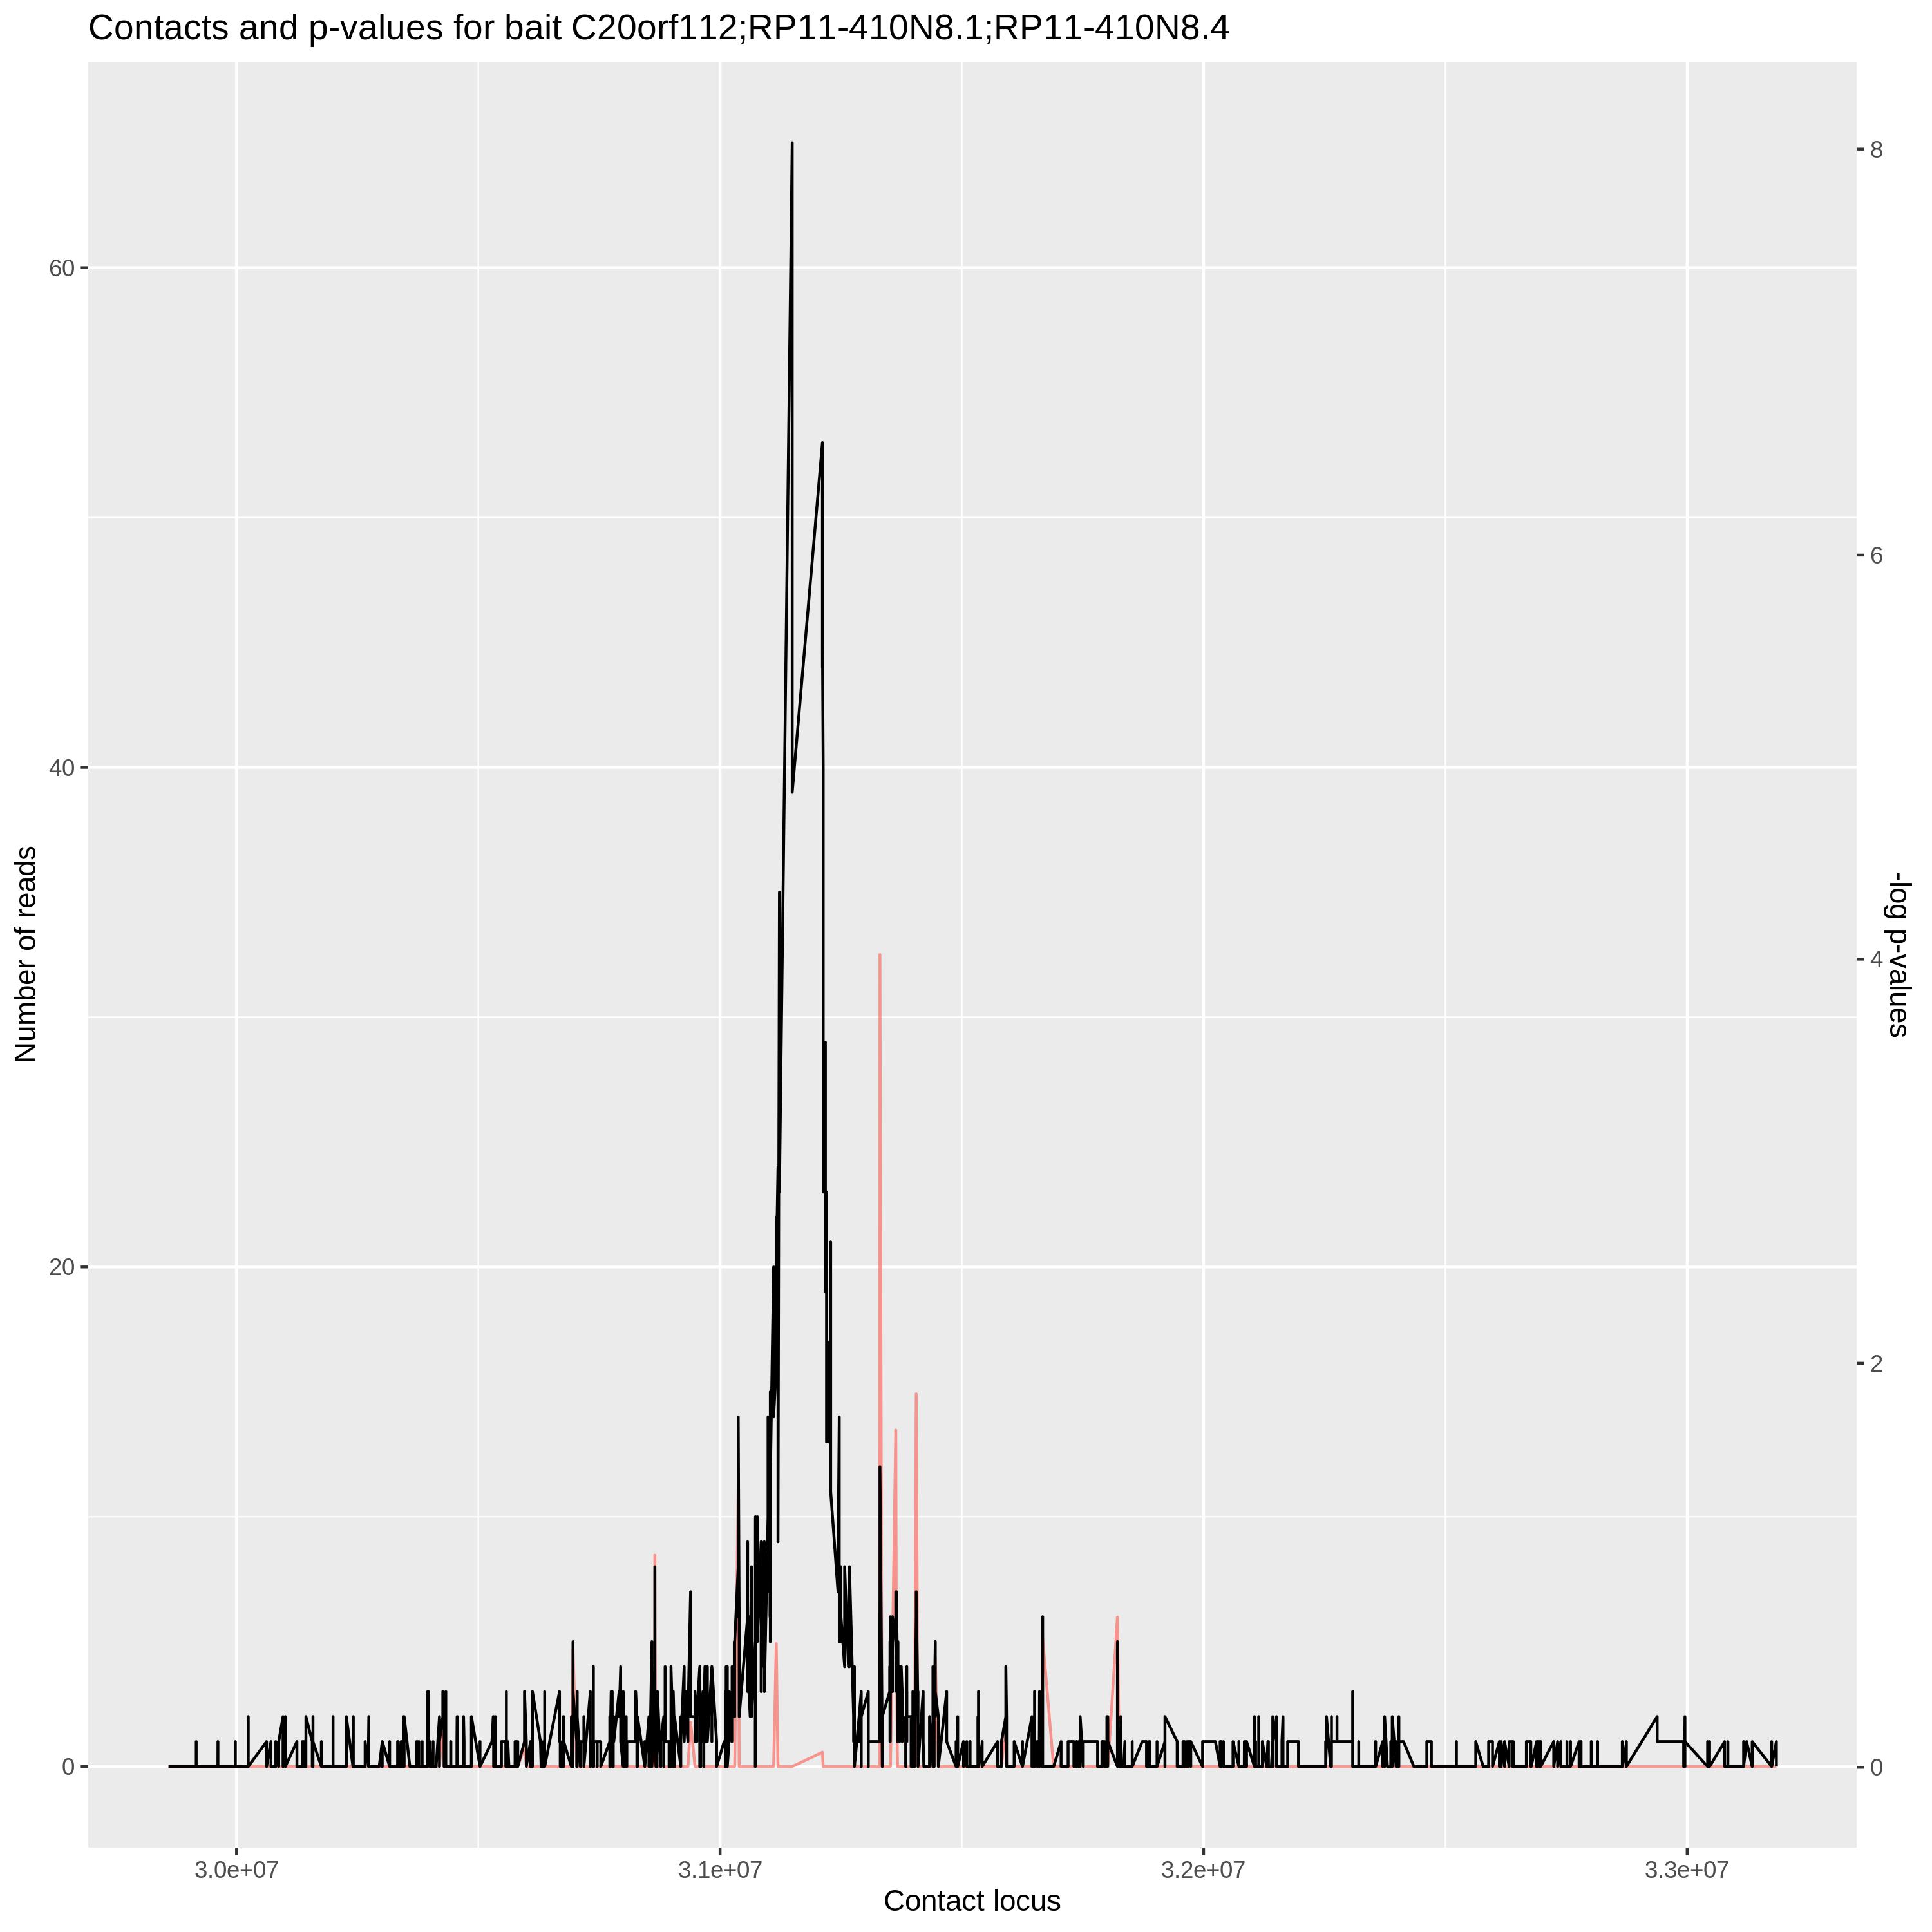 Contacts and p-values for bait C20orf112;RP11-410N8.1;RP11-410N8.4
60
40
20
0
8
6
4
2
0
Number of reads
-log p-values
3.0e+07
3.1e+07
3.2e+07
3.3e+07
Contact locus